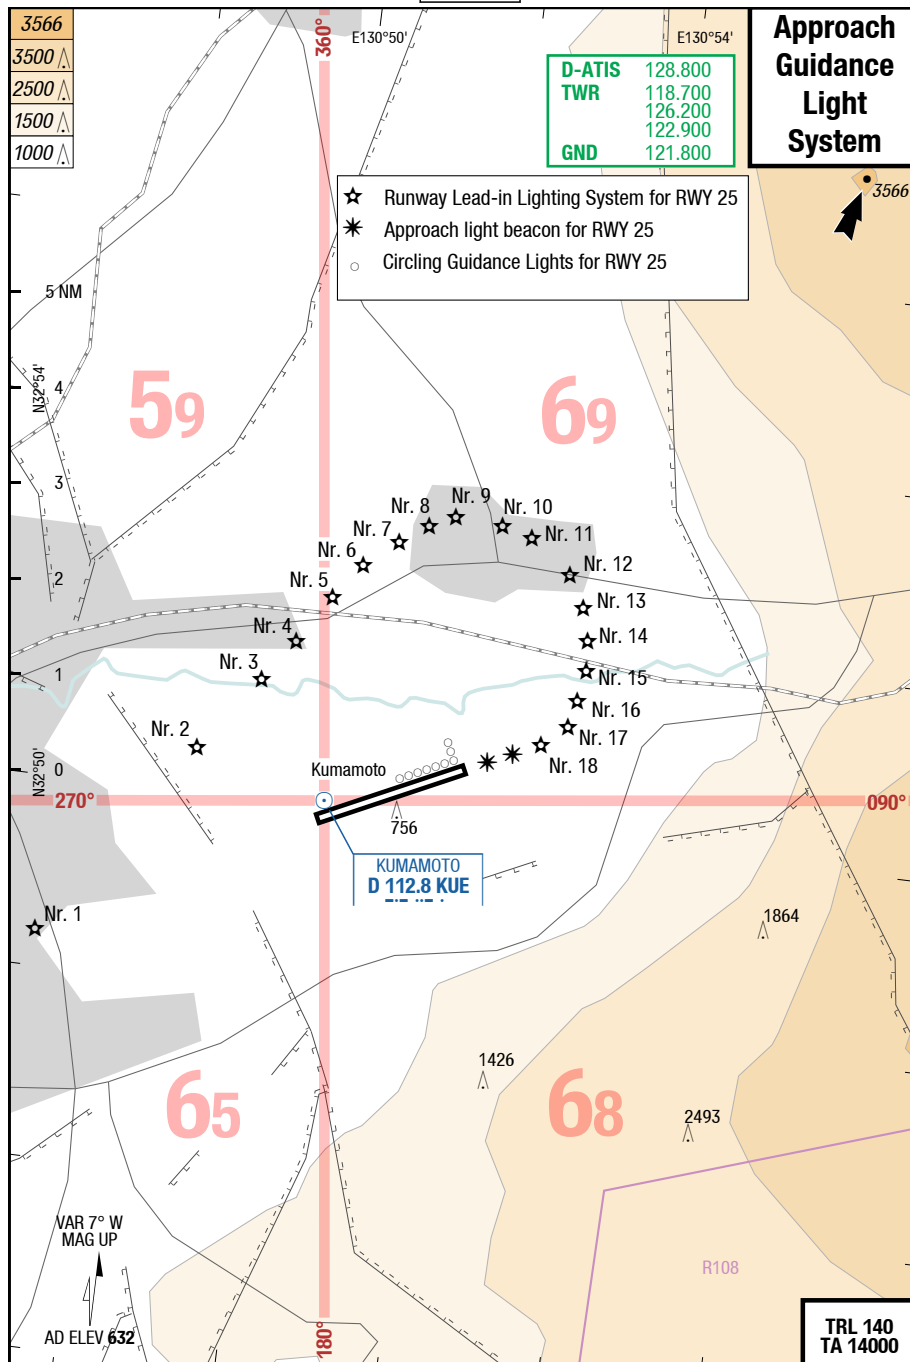 3566
3500
2500
1500
1000
360°
E130°50'
E130°54'
D-ATIS 128.800
TWR 118.700
126.200
122.900
GND 121.800
Approach
Guidance
Light
System
3566
Runway Lead-in Lighting System for RWY 25
Approach light beacon for RWY 25
Circling Guidance Lights for RWY 25
5 NM
N32°54'
4
59
69
3
Nr. 9
Nr. 8
Nr. 10
Nr. 7
Nr. 11
Nr. 6
Nr. 12
2
Nr. 5
Nr. 13
Nr. 4
Nr. 14
Nr. 3
1
Nr. 15
Nr. 16
Nr. 2
Nr. 17
Nr. 18
N32°50'
0
Kumamoto
270°
090°
756
KUMAMOTO
D 112.8 KUE
Nr. 1
1864
1426
65
68
2493
VAR 7° W
MAG UP
R108
AD ELEV 632
180°
TRL 140
TA 14000